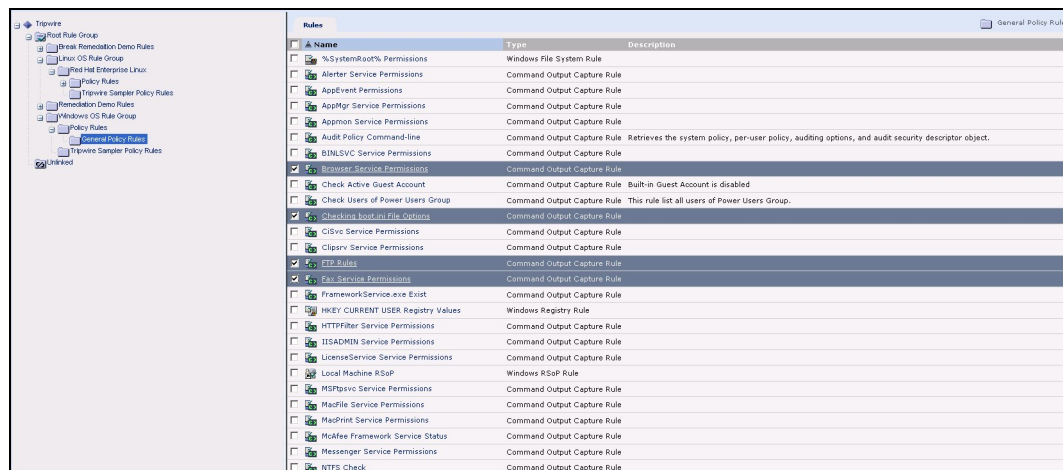 Tripwire
Root Rule Group
Break Remediation Demo Rules
Linux OS Rule Group
Red Hat Enterprise Linux
Policy Rules
Tripwire Sampler Policy Rules
Remediation Demo Rules
Windows OS Rule Group
Policy Rules
General Policy Rules
Tripwire Sampler Policy Rules
Unlinked
Rules
General Policy Rul
Name Type Description
%SystemRoot% Permissions Windows File System Rule
Alerter Service Permissions Command Output Capture Rule
AppEvent Permissions Command Output Capture Rule
AppMgr Service Permissions Command Output Capture Rule
Appmon Service Permissions Command Output Capture Rule
Audit Policy Command-line Command Output Capture Rule Retrieves the system policy, per-user policy, auditing options, and audit security descriptor object.
BINLSVC Service Permissions Command Output Capture Rule
Browser Service Permissions Command Output Capture Rule
Check Active Guest Account Command Output Capture Rule Built-in Guest Account is disabled
Check Users of Power Users Group Command Output Capture Rule This rule list all users of Power Users Group.
Checking boot.ini File Options Command Output Capture Rule
CiSvc Service Permissions Command Output Capture Rule
Clipsrv Service Permissions Command Output Capture Rule
FTP Rules Command Output Capture Rule
Fax Service Permissions Command Output Capture Rule
FrameworkService.exe Exist Command Output Capture Rule
HKEY CURRENT USER Registry Values Windows Registry Rule
HTTPFilter Service Permissions Command Output Capture Rule
IISADMIN Service Permissions Command Output Capture Rule
LicenseService Service Permissions Command Output Capture Rule
Local Machine RSoP Windows RSoP Rule
MSFtpsvc Service Permissions Command Output Capture Rule
MacFile Service Permissions Command Output Capture Rule
MacPrint Service Permissions Command Output Capture Rule
McAfee Framework Service Status Command Output Capture Rule
Messenger Service Permissions Command Output Capture Rule
NTFS Check Command Output Capture Rule